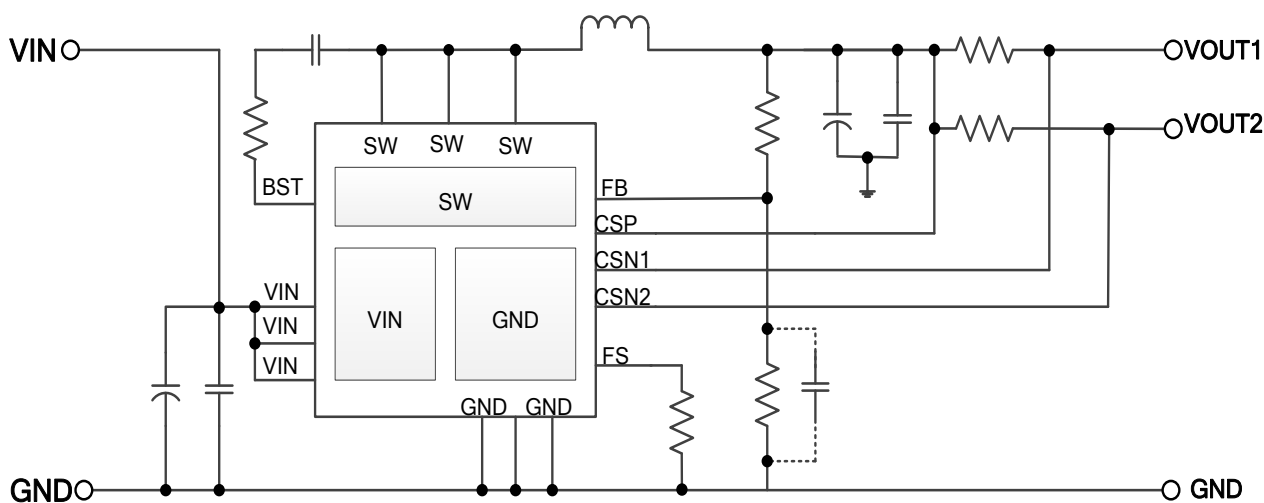 VIN
VOUT1
VOUT2
SW
SW
SW
BST
SW
FB
CSP
CSN1
CSN2
VIN
VIN
VIN
VIN
GND
FS
GND
GND
GND
GND